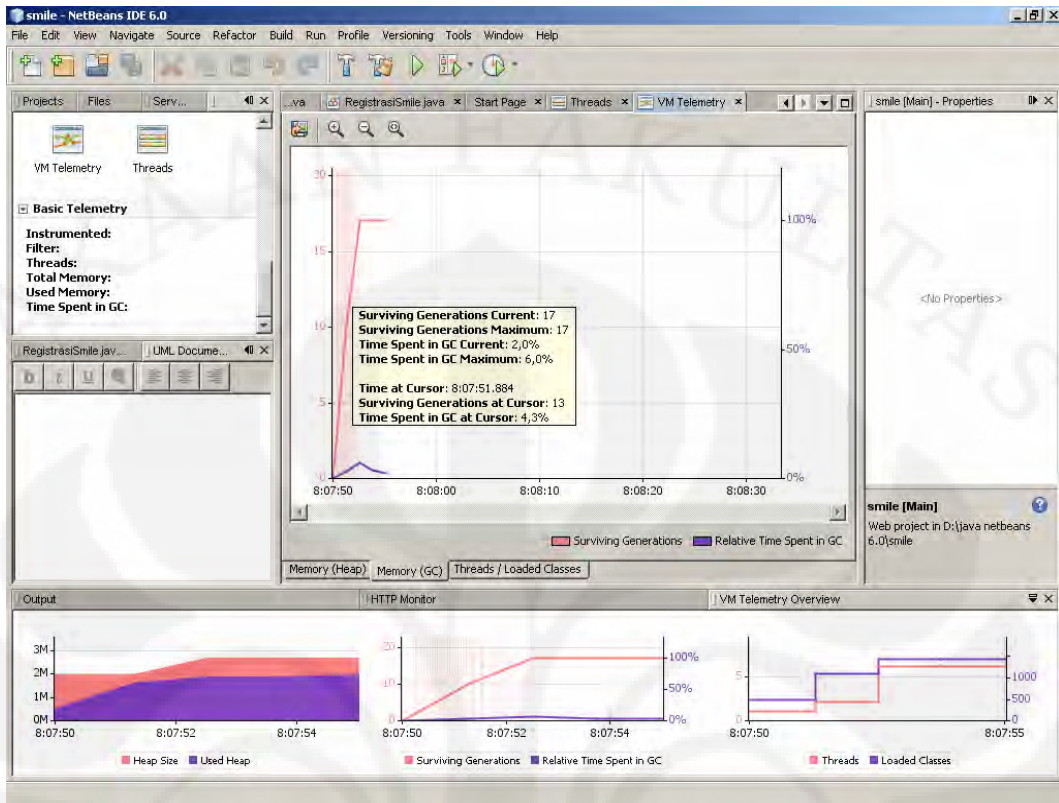 smile - NetBeans IDE 6.0
File Edit View Navigate Source Refactor Build Run Profile Versioning Tools Window Help
Projects Files Serv...
...va RegistrasiSmile.java Start Page Threads VM Telemetry
smile [Main] - Properties
VM Telemetry Threads
Basic Telemetry
Instrumented:
Filter:
Threads:
Total Memory:
Used Memory:
Time Spent in GC:
RegistrasiSmile.jav... UML Docume...
b i U
30
15
10
5
0
100%
50%
0%
Surviving Generations Current: 17
Surviving Generations Maximum: 17
Time Spent in GC Current: 2,0%
Time Spent in GC Maximum: 6,0%
Time at Cursor: 8:07:51.884
Surviving Generations at Cursor: 13
Time Spent in GC at Cursor: 4,3%
8:07:50 8:08:00 8:08:10 8:08:20 8:08:30
Surviving Generations Relative Time Spent in GC
Memory (Heap) Memory (GC) Threads / Loaded Classes
<No Properties>
smile [Main]
Web project in D:\java netbeans
6.0\smile
Output HTTP Monitor VM Telemetry Overview
3M
2M
1M
0M
8:07:50 8:07:52 8:07:54
Heap Size Used Heap
20
10
0
100%
50%
0%
8:07:50 8:07:52 8:07:54
Surviving Generations Relative Time Spent in GC
5
0
1000
500
0
8:07:50 8:07:55
Threads Loaded Classes